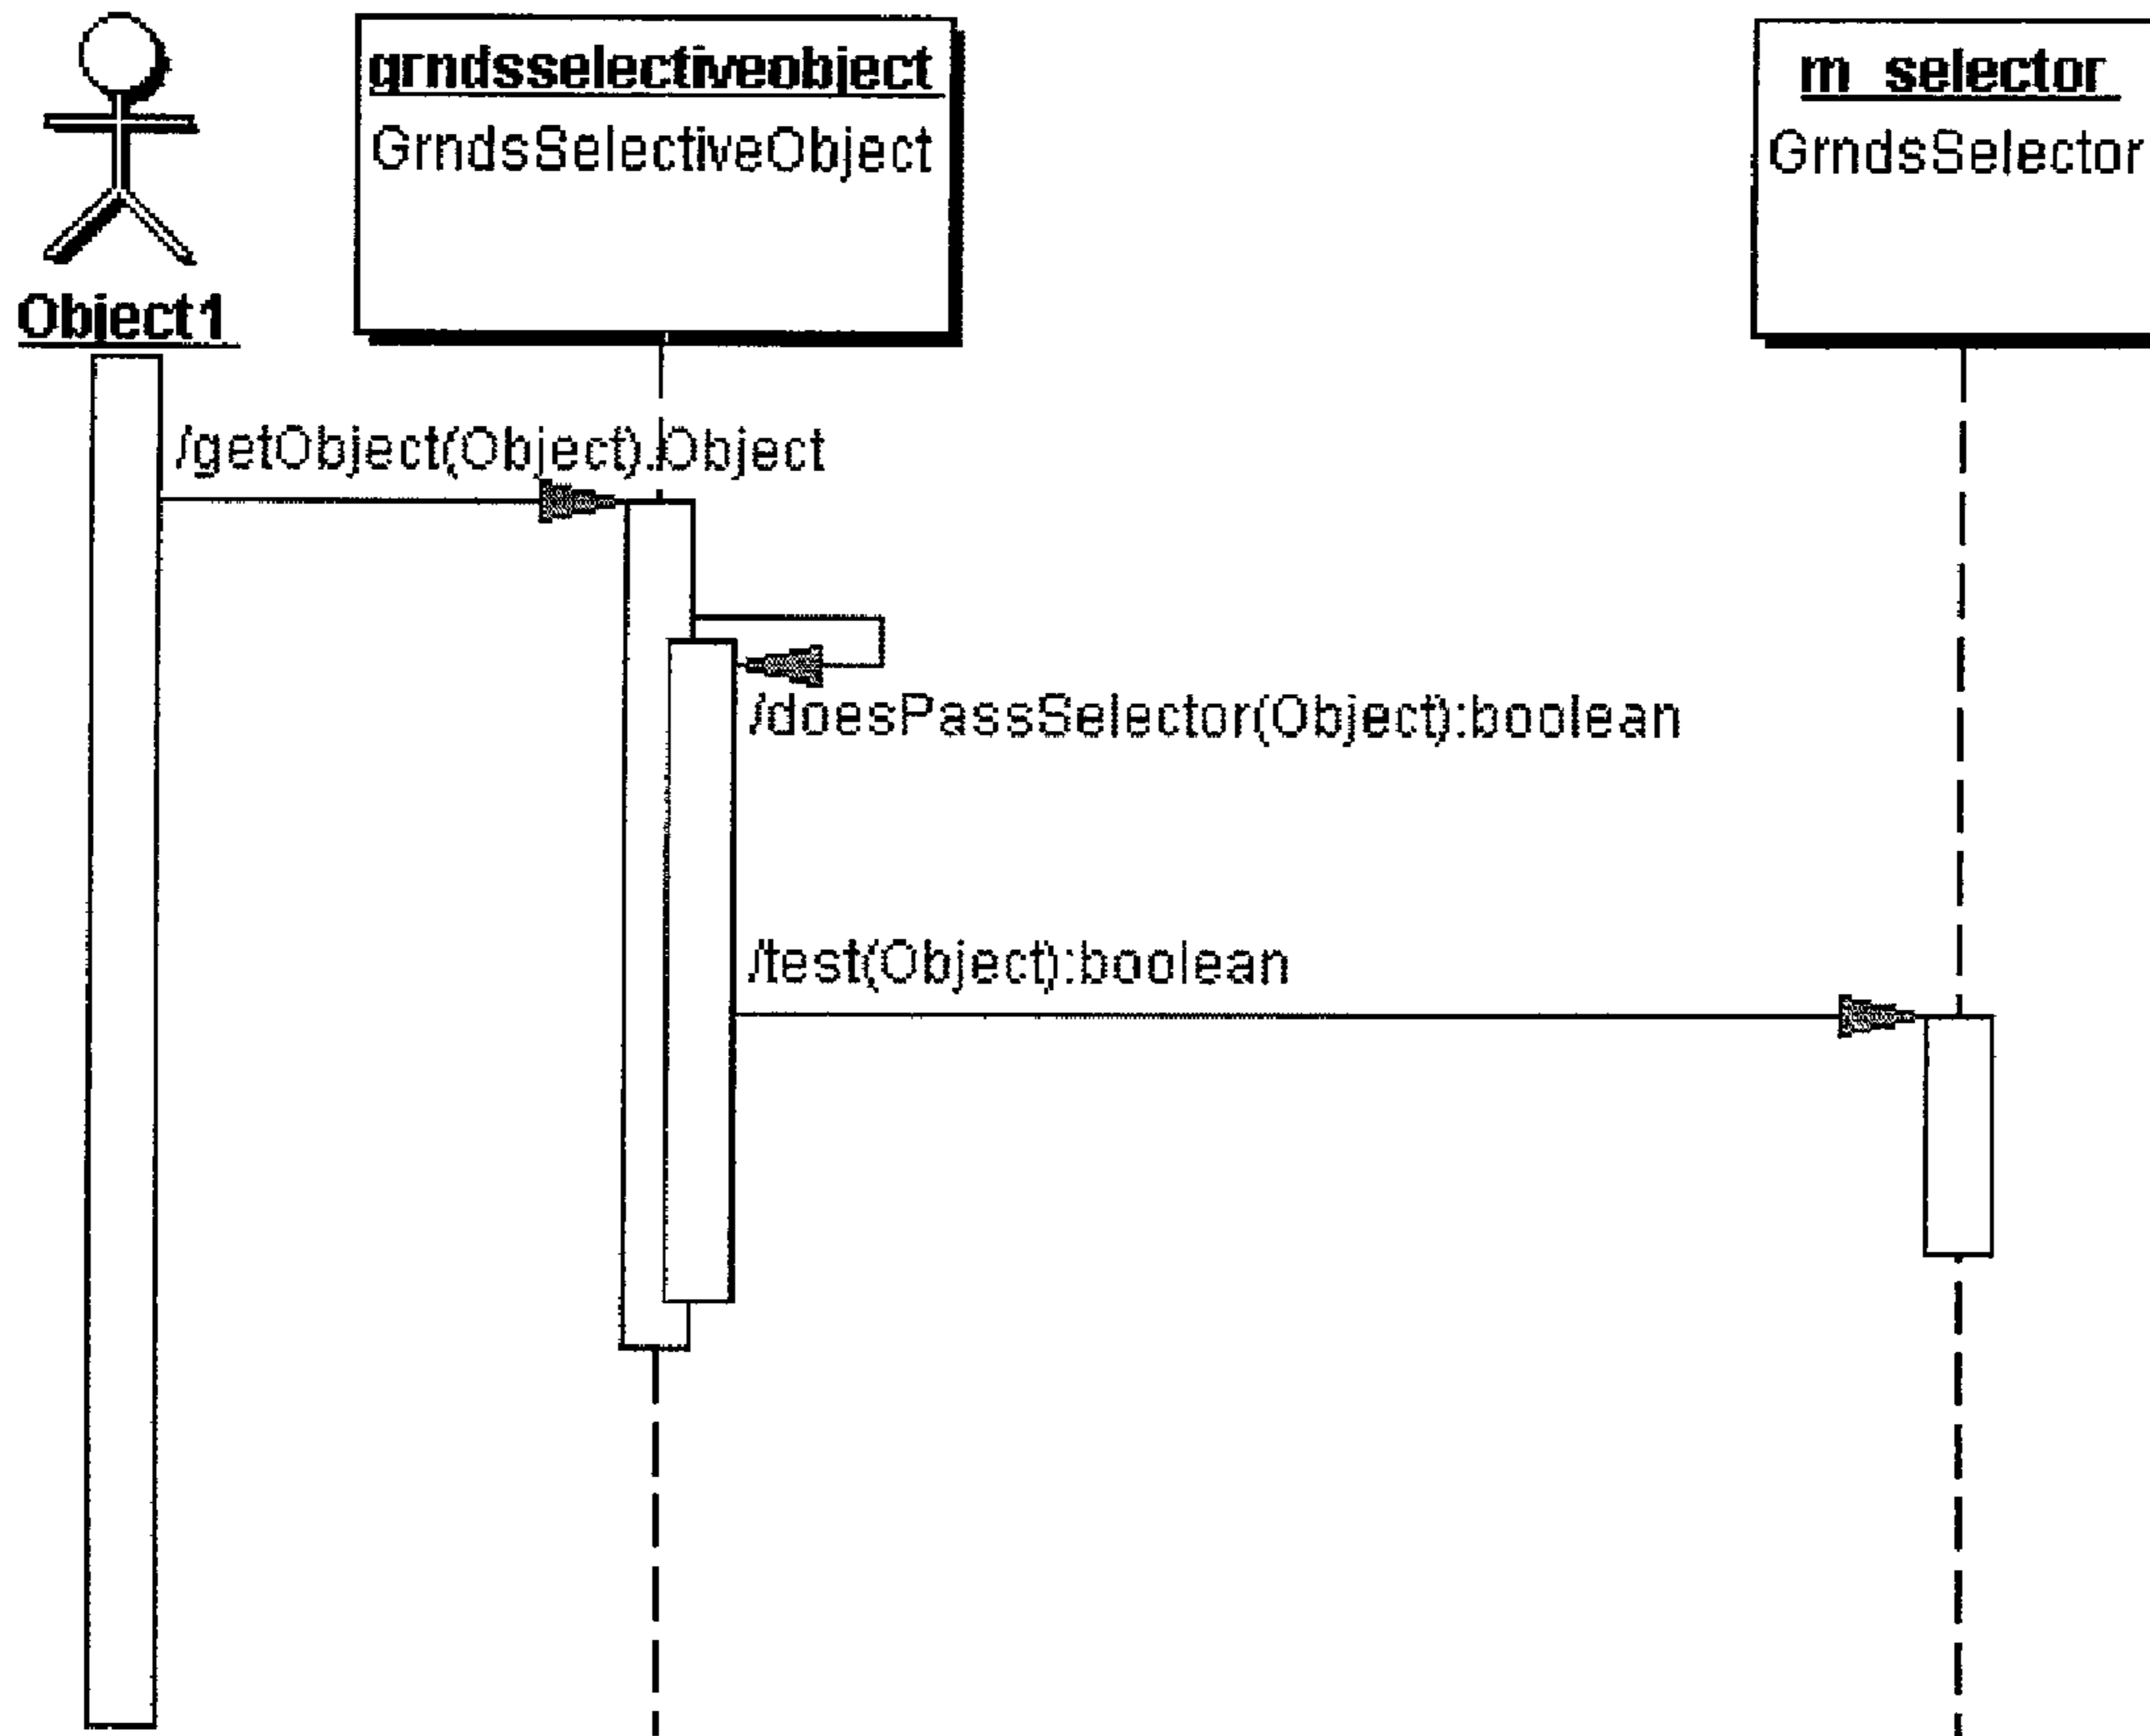 grndsselectiveobject
GrndsSelectiveObject
m_selector
GrndsSelector
Object1
/getObject(Object):Object
/doesPassSelector(Object):boolean
/test(Object):boolean